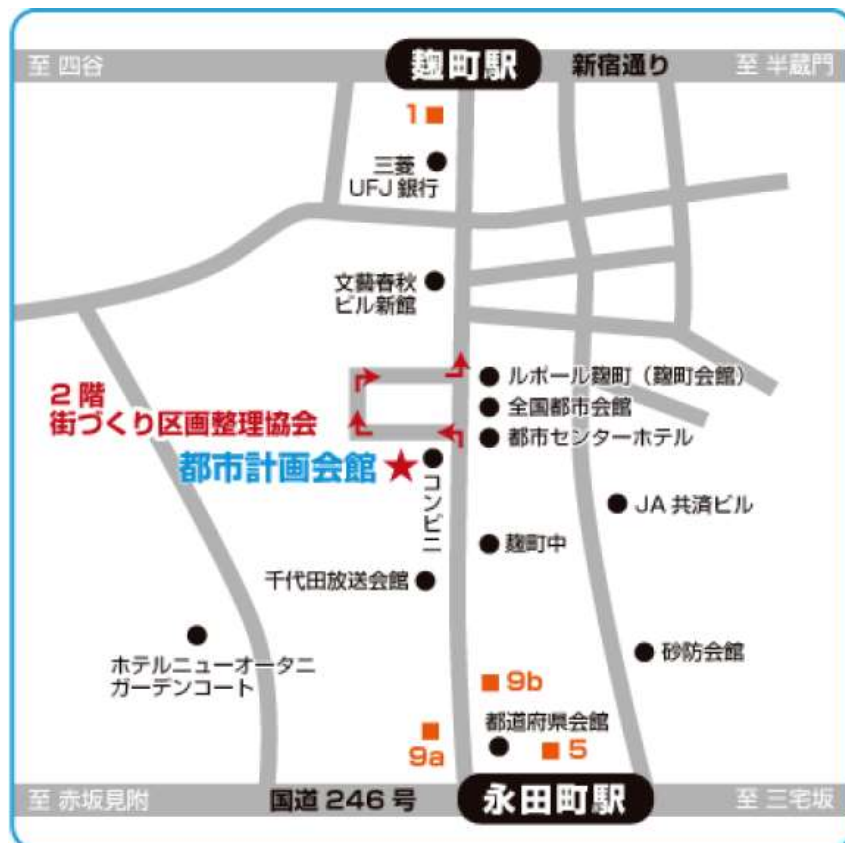 至 四谷
麹町駅
新宿通り
至 半蔵門
1
三菱
UFJ 銀行
文藝春秋
ビル新館
2 階
街づくり区画整理協会
都市計画会館
ルポール麹町（麹町会館）
全国都市会館
都市センターホテル
コンビニ
JA 共済ビル
麹町中
千代田放送会館
ホテルニューオータニ
ガーデンコート
砂防会館
9b
都道府県会館
9a
5
至 赤坂見附
国道 246 号
永田町駅
至 三宅坂